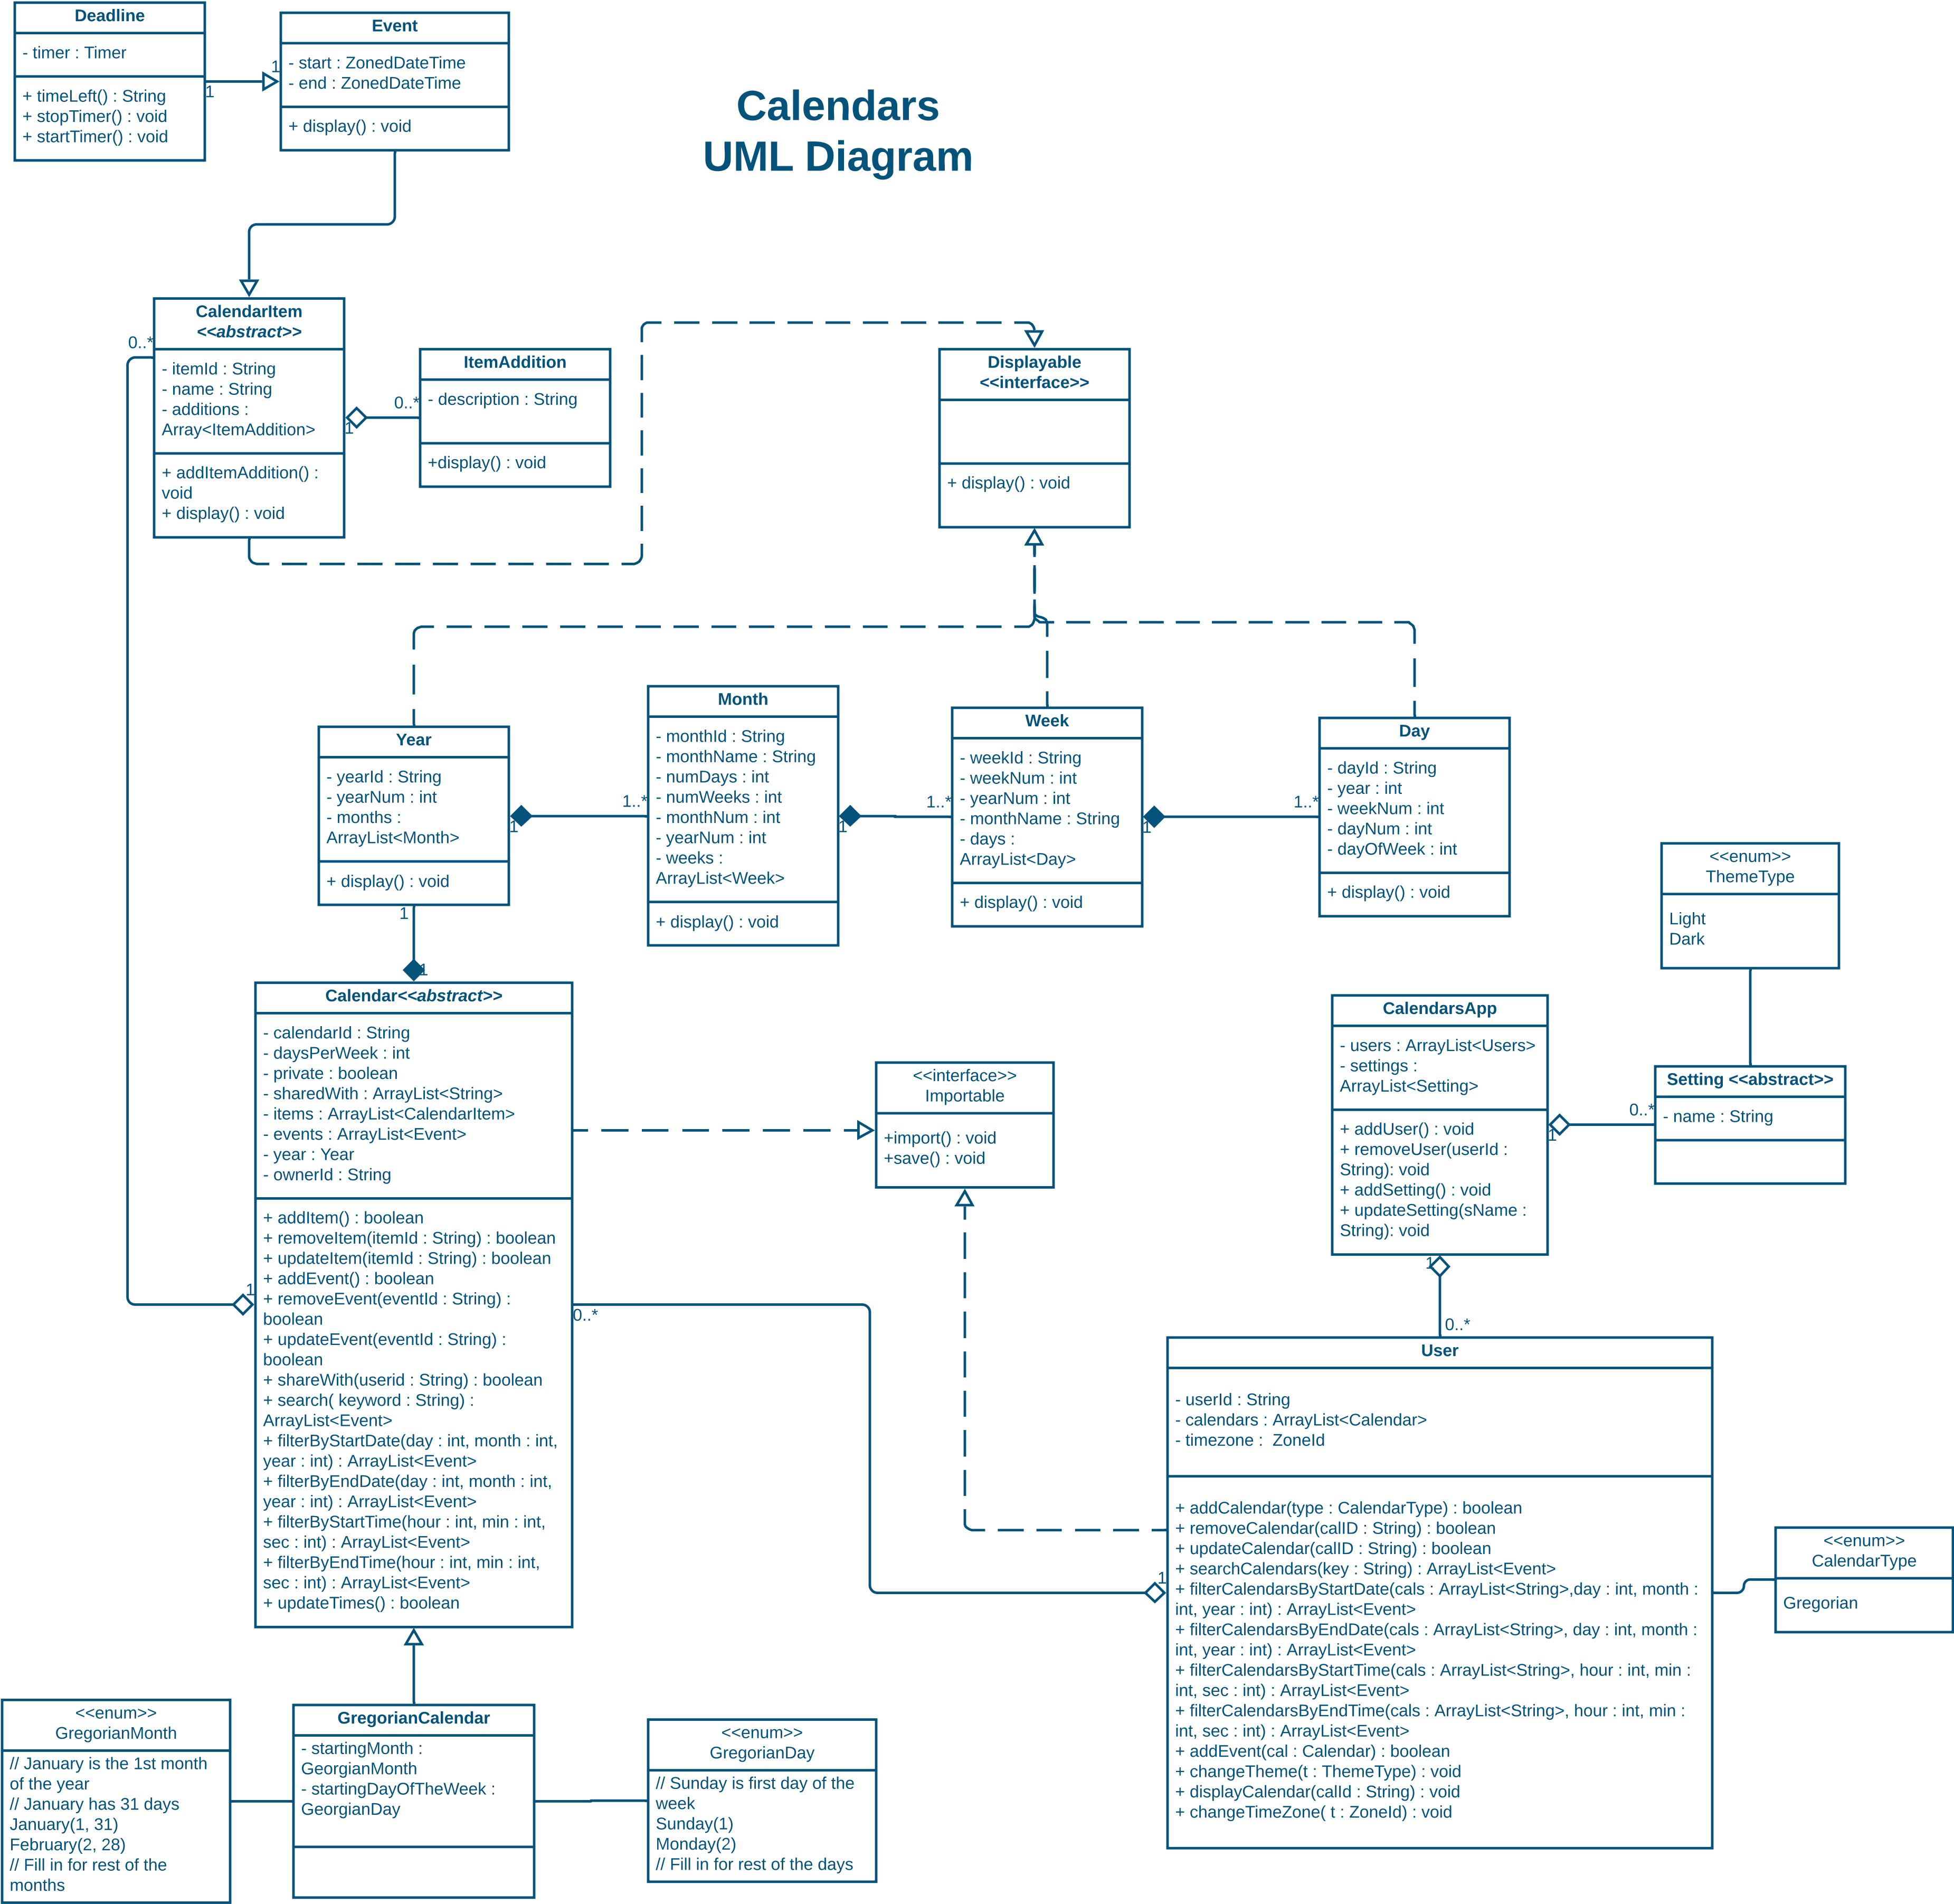 Deadline
- timer : Timer
+ timeLeft() : String
+ stopTimer() : void
+ startTimer() : void
1
1
Event
- start : ZonedDateTime
- end : ZonedDateTime
+ display() : void
Calendars
UML Diagram
CalendarItem
<<abstract>>
- itemId : String
- name : String
- additions :
Array<ItemAddition>
+ addItemAddition() :
void
+ display() : void
0..*
1
0..*
ItemAddition
- description : String
+display() : void
Displayable
<<interface>>
+ display() : void
Year
- yearId : String
- yearNum : int
- months :
ArrayList<Month>
+ display() : void
1
1..*
Month
- monthId : String
- monthName : String
- numDays : int
- numWeeks : int
- monthNum : int
- yearNum : int
- weeks :
ArrayList<Week>
+ display() : void
1
1..*
Week
- weekId : String
- weekNum : int
- yearNum : int
- monthName : String
- days :
ArrayList<Day>
+ display() : void
1
1..*
Day
- dayId : String
- year : int
- weekNum : int
- dayNum : int
- dayOfWeek : int
+ display() : void
<<enum>>
ThemeType
Light
Dark
1
1
Calendar<<abstract>>
- calendarId : String
- daysPerWeek : int
- private : boolean
- sharedWith : ArrayList<String>
- items : ArrayList<CalendarItem>
- events : ArrayList<Event>
- year : Year
- ownerId : String
+ addItem() : boolean
+ removeItem(itemId : String) : boolean
+ updateItem(itemId : String) : boolean
+ addEvent() : boolean
+ removeEvent(eventId : String) :
boolean
+ updateEvent(eventId : String) :
boolean
+ shareWith(userid : String) : boolean
+ search( keyword : String) :
ArrayList<Event>
+ filterByStartDate(day : int, month : int,
year : int) : ArrayList<Event>
+ filterByEndDate(day : int, month : int,
year : int) : ArrayList<Event>
+ filterByStartTime(hour : int, min : int,
sec : int) : ArrayList<Event>
+ filterByEndTime(hour : int, min : int,
sec : int) : ArrayList<Event>
+ updateTimes() : boolean
1
0..*
<<interface>>
Importable
+import() : void
+save() : void
CalendarsApp
- users : ArrayList<Users>
- settings :
ArrayList<Setting>
+ addUser() : void
+ removeUser(userId :
String): void
+ addSetting() : void
+ updateSetting(sName :
String): void
1
0..*
Setting <<abstract>>
- name : String
1
0..*
User
- userId : String
- calendars : ArrayList<Calendar>
- timezone :  ZoneId
+ addCalendar(type : CalendarType) : boolean
+ removeCalendar(calID : String) : boolean
+ updateCalendar(calID : String) : boolean
+ searchCalendars(key : String) : ArrayList<Event>
+ filterCalendarsByStartDate(cals : ArrayList<String>,day : int, month :
int, year : int) : ArrayList<Event>
+ filterCalendarsByEndDate(cals : ArrayList<String>, day : int, month :
int, year : int) : ArrayList<Event>
+ filterCalendarsByStartTime(cals : ArrayList<String>, hour : int, min :
int, sec : int) : ArrayList<Event>
+ filterCalendarsByEndTime(cals : ArrayList<String>, hour : int, min :
int, sec : int) : ArrayList<Event>
+ addEvent(cal : Calendar) : boolean
+ changeTheme(t : ThemeType) : void
+ displayCalendar(calId : String) : void
+ changeTimeZone( t : ZoneId) : void
1
<<enum>>
CalendarType
Gregorian
<<enum>>
GregorianMonth
// January is the 1st month
of the year
// January has 31 days
January(1, 31)
February(2, 28)
// Fill in for rest of the
months
GregorianCalendar
- startingMonth :
GeorgianMonth
- startingDayOfTheWeek :
GeorgianDay
<<enum>>
GregorianDay
// Sunday is first day of the
week
Sunday(1)
Monday(2)
// Fill in for rest of the days